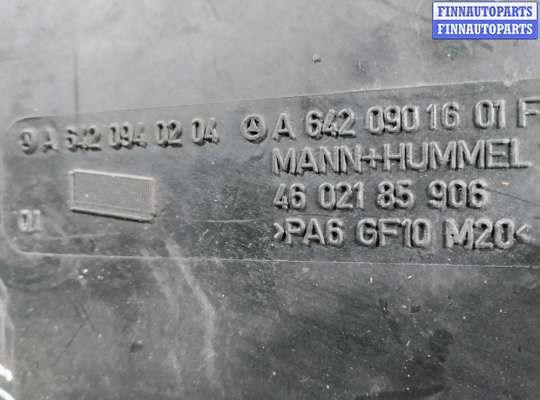 FINNAUTOPARTS
FINNAUTOPARTS
A 642 094 02 04
A 642 090 16 01 F
MANN+HUMMEL
46 021 85 906
>PA6 GF10 M20<
01